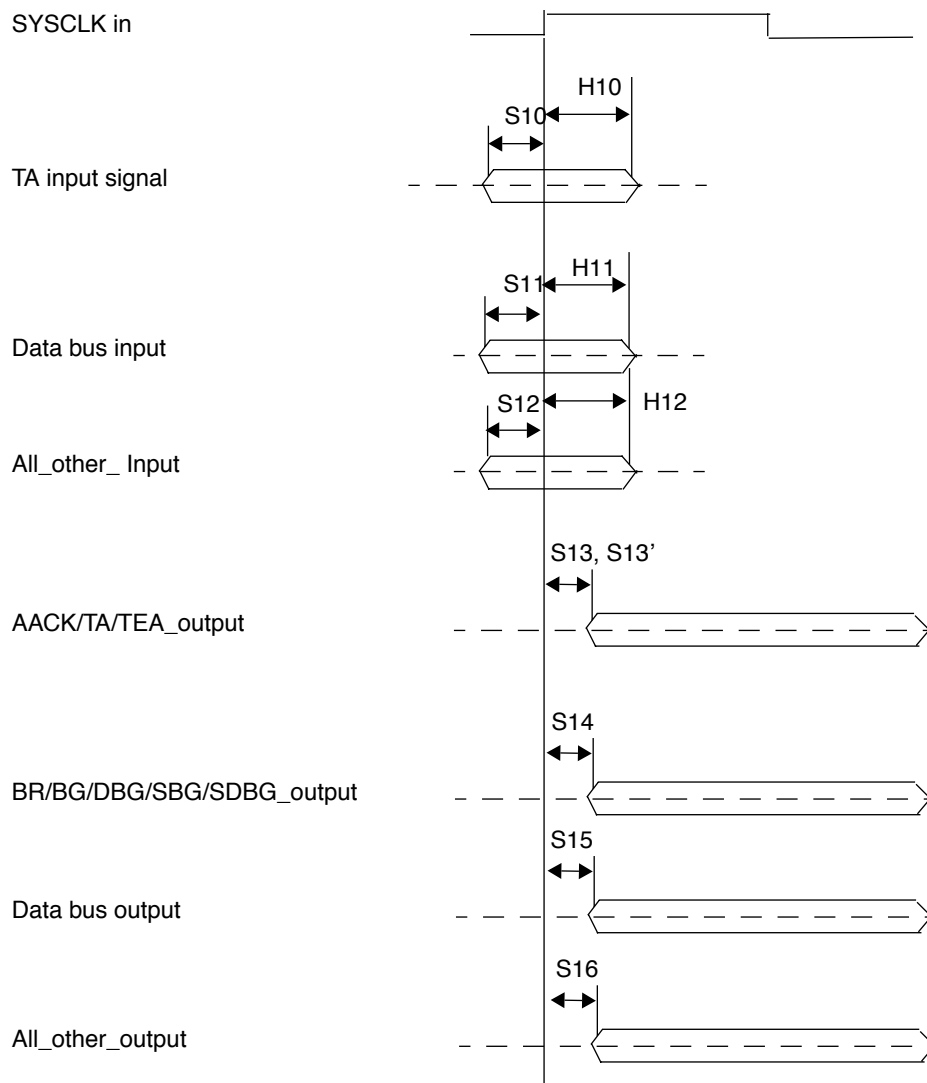 SYSCLK in
H10
S10
TA input signal
H11
S11
Data bus input
S12
H12
All_other_ Input
S13, S13’
AACK/TA/TEA_output
S14
BR/BG/DBG/SBG/SDBG_output
S15
Data bus output
S16
All_other_output